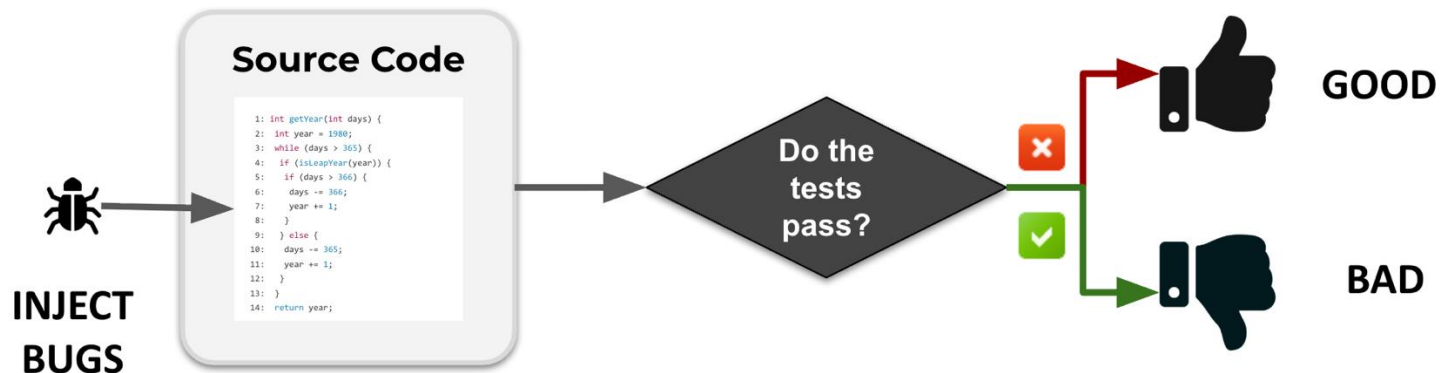 Source Code
1: int getYear(int days) {
2: int year = 1980;
3: while (days > 365) {
4: if (isLeapYear(year)) {
5: if (days > 366) {
6: days -= 366;
7: year += 1;
8: }
9: } else {
10: days -= 365;
11: year += 1;
12: }
13: }
14: return year;
INJECT
BUGS
Do the
tests
pass?
GOOD
BAD